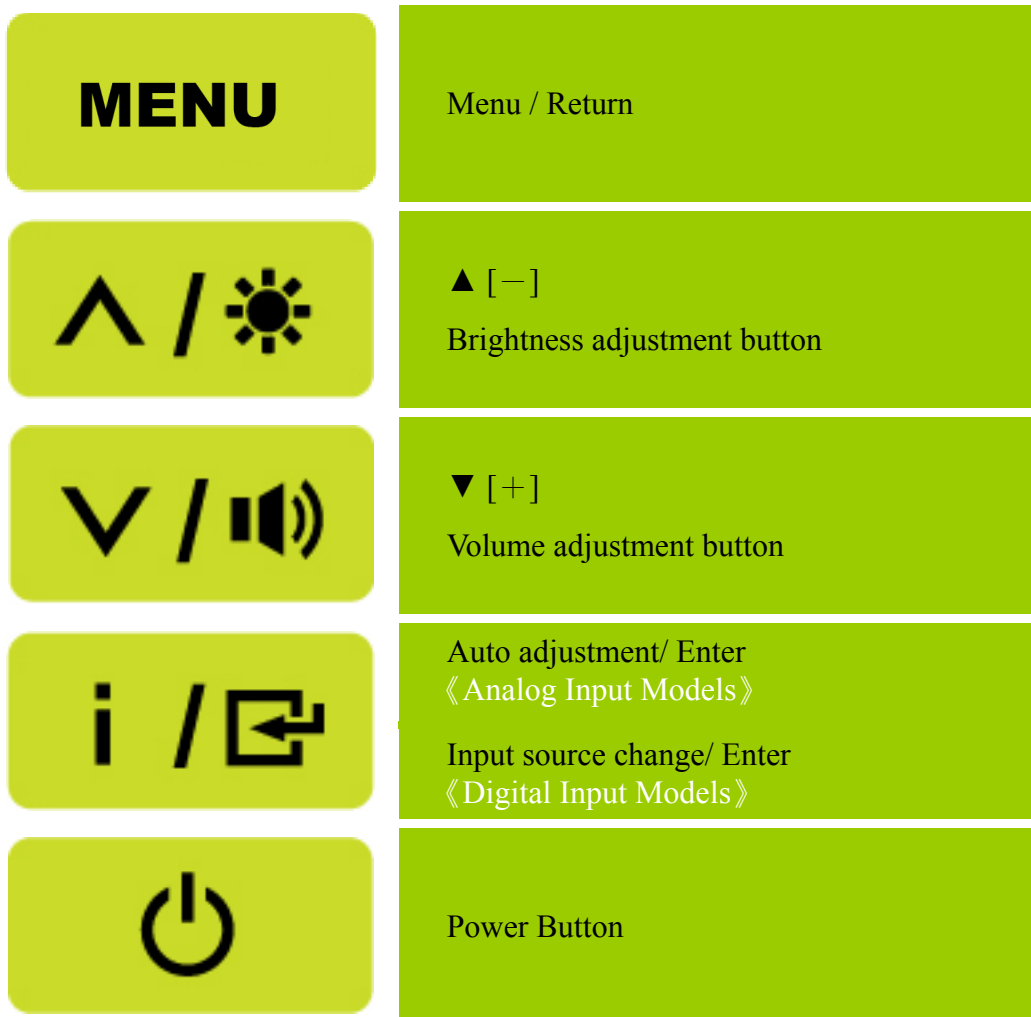 MENU
Menu / Return
∧ /
▲ [－]
Brightness adjustment button
∨ /
▼ [＋]
Volume adjustment button
i /
Auto adjustment/ Enter
《Analog Input Models》
Input source change/ Enter
《Digital Input Models》
Power Button